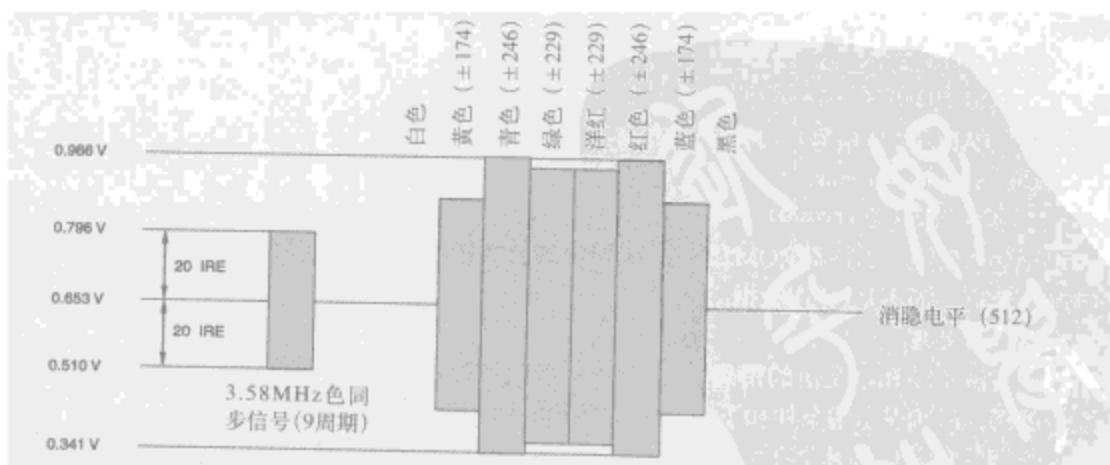 白色
黄色（±174）
青色（±246）
绿色（±229）
洋红（±229）
红色（±246）
蓝色（±174）
黑色
0.966 V
0.796 V
20 IRE
0.653 V
消隐电平（512）
20 IRE
0.510 V
3.58MHz色同
步信号(9周期)
0.341 V